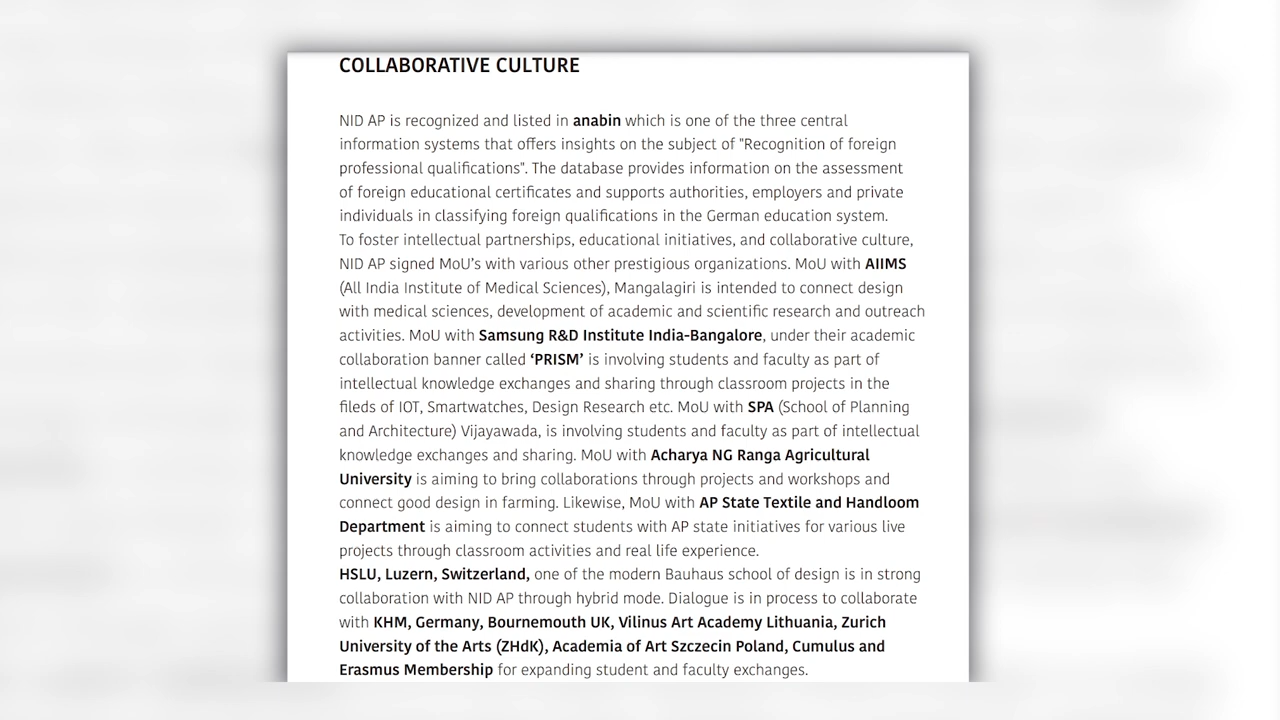 COLLABORATIVE CULTURE
NID AP is recognized and listed in anabin which is one of the three central
information systems that offers insights on the subject of "Recognition of foreign
professional qualifications". The database provides information on the assessment
of foreign educational certificates and supports authorities, employers and private
individuals in classifying foreign qualifications in the German education system.
To foster intellectual partnerships, educational initiatives, and collaborative culture,
NID AP signed MoU’s with various other prestigious organizations. MoU with AIIMS
(All India Institute of Medical Sciences), Mangalagiri is intended to connect design
with medical sciences, development of academic and scientific research and outreach
activities. MoU with Samsung R&D Institute India-Bangalore, under their academic
collaboration banner called ‘PRISM’ is involving students and faculty as part of
intellectual knowledge exchanges and sharing through classroom projects in the
fileds of IOT, Smartwatches, Design Research etc. MoU with SPA (School of Planning
and Architecture) Vijayawada, is involving students and faculty as part of intellectual
knowledge exchanges and sharing. MoU with Acharya NG Ranga Agricultural
University is aiming to bring collaborations through projects and workshops and
connect good design in farming. Likewise, MoU with AP State Textile and Handloom
Department is aiming to connect students with AP state initiatives for various live
projects through classroom activities and real life experience.
HSLU, Luzern, Switzerland, one of the modern Bauhaus school of design is in strong
collaboration with NID AP through hybrid mode. Dialogue is in process to collaborate
with KHM, Germany, Bournemouth UK, Vilinus Art Academy Lithuania, Zurich
University of the Arts (ZHdK), Academia of Art Szczecin Poland, Cumulus and
Erasmus Membership for expanding student and faculty exchanges.